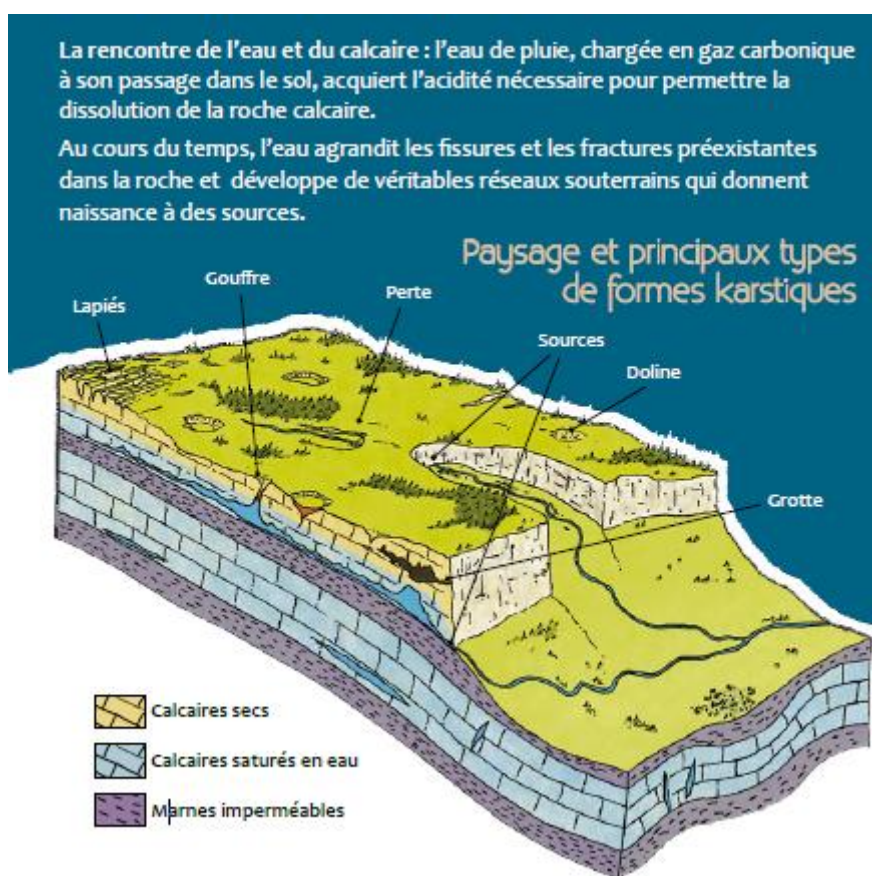 La rencontre de l'eau et du calcaire : l'eau de pluie, chargée en gaz carbonique
à son passage dans le sol, acquiert l'acidité nécessaire pour permettre la
dissolution de la roche calcaire.
Au cours du temps, l'eau agrandit les fissures et les fractures préexistantes
dans la roche et développe de véritables réseaux souterrains qui donnent
naissance à des sources.
Paysage et principaux types
de formes karstiques
Gouffre
Lapiés
Perte
Sources
Doline
Grotte
Calcaires secs
Calcaires saturés en eau
Marnes imperméables